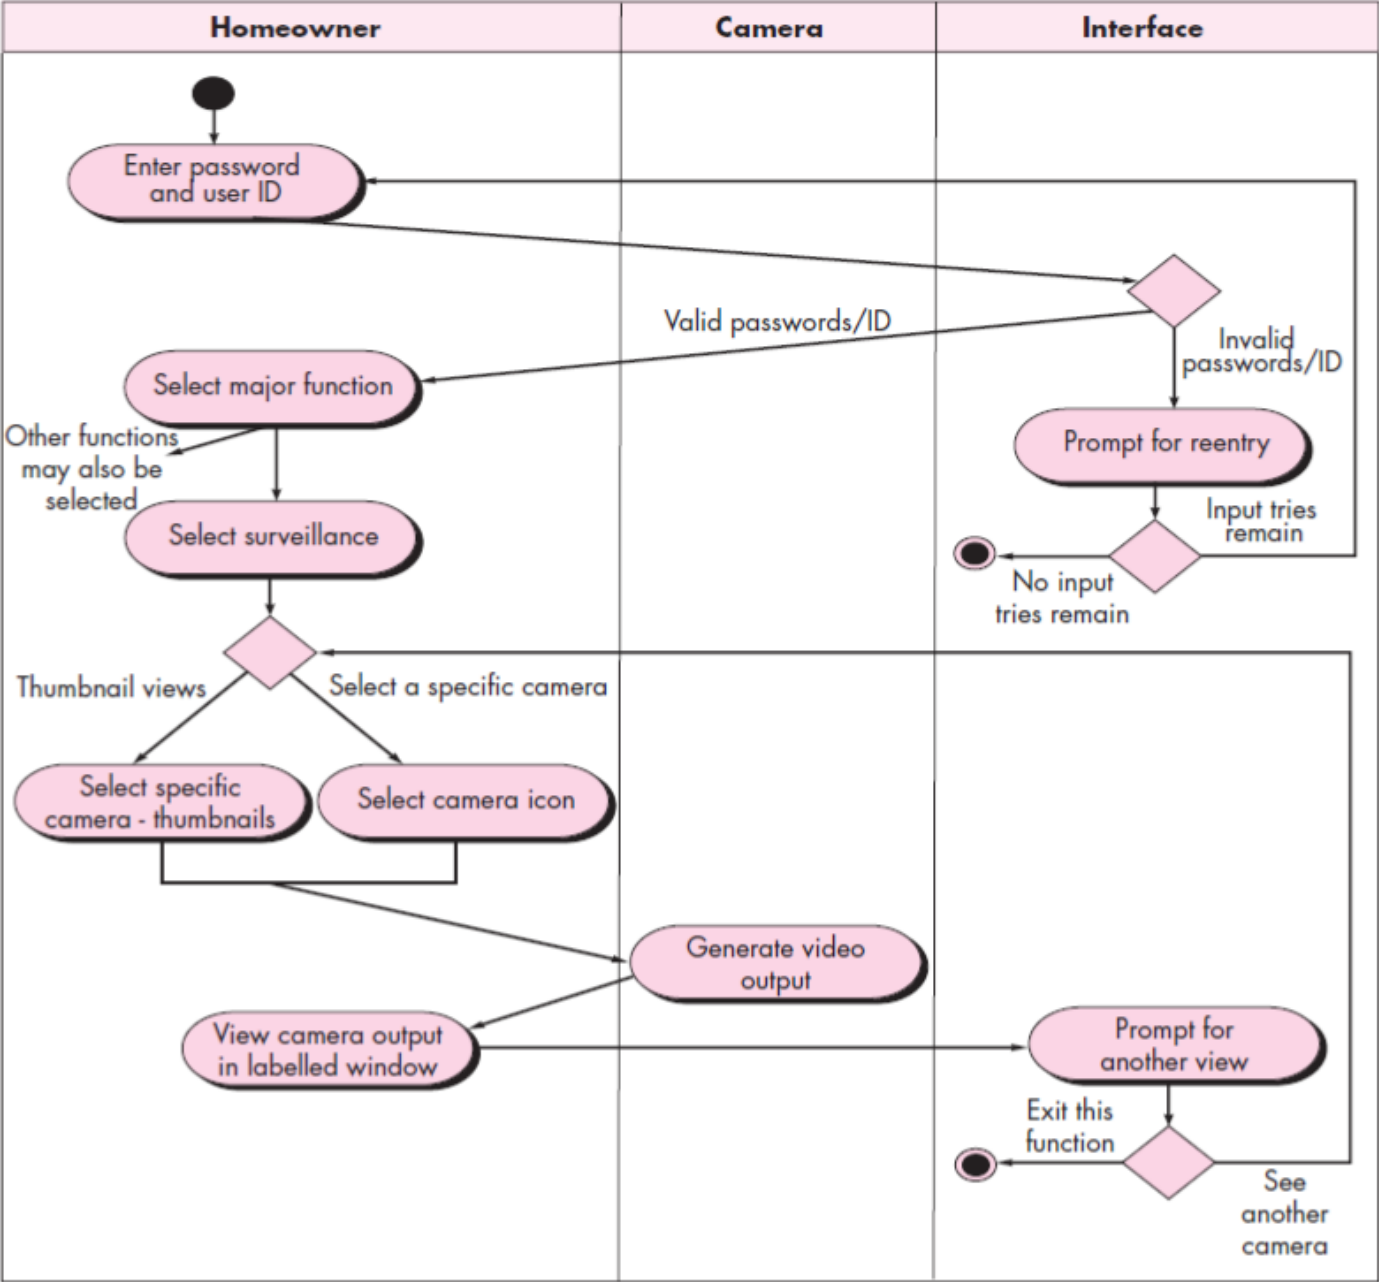 Homeowner
Camera
Interface
Enter password
and user ID
Valid passwords/ID
Invalid
passwords/ID
Select major function
Other functions
may also be
selected
Prompt for reentry
Input tries
remain
No input
tries remain
Select surveillance
Thumbnail views
Select a specific camera
Select specific
camera - thumbnails
Select camera icon
Generate video
output
View camera output
in labelled window
Prompt for
another view
Exit this
function
See
another
camera